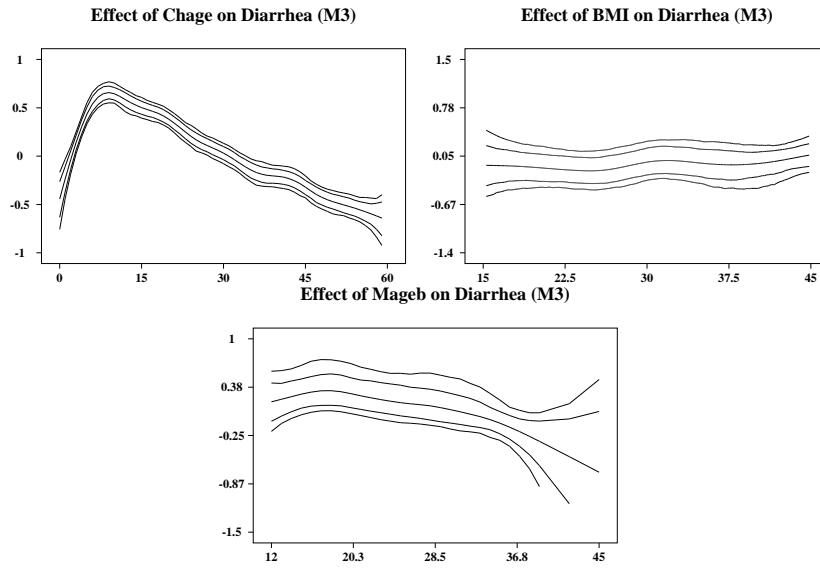 Effect of Chage on Diarrhea (M3)
1
0.5
0
-0.5
-1
0 15 30 45 60
Effect of BMI on Diarrhea (M3)
1.5
0.78
0.05
-0.67
-1.4
15 22.5 30 37.5 45
Effect of Mageb on Diarrhea (M3)
1
0.38
-0.25
-0.87
-1.5
12 20.3 28.5 36.8 45